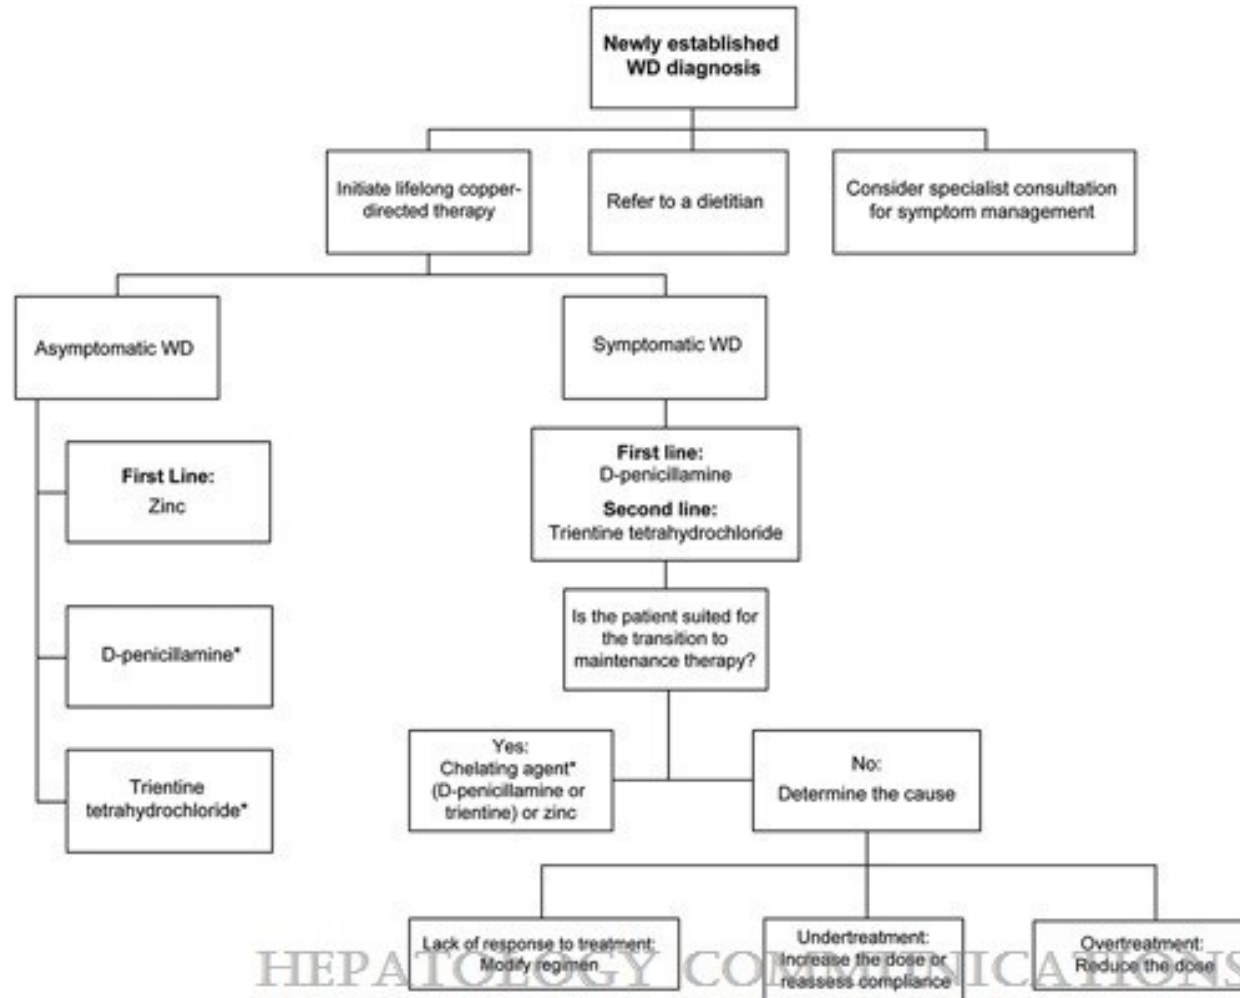 Newly established
WD diagnosis
Initiate lifelong copper-
directed therapy
Refer to a dietitian
Consider specialist consultation
for symptom management
Asymptomatic WD
Symptomatic WD
First Line:
Zinc
D-penicillamine*
Trientine
tetrahydrochloride*
First line:
D-penicillamine
Second line:
Trientine tetrahydrochloride
Is the patient suited for
the transition to
maintenance therapy?
Yes:
Chelating agent*
(D-penicillamine or
trientine) or zinc
No:
Determine the cause
Lack of response to treatment:
Modify regimen
Undertreatment:
Increase the dose or
reassess compliance
Overtreatment:
Reduce the dose
HEPATOLOGY COMMUNICATIONS